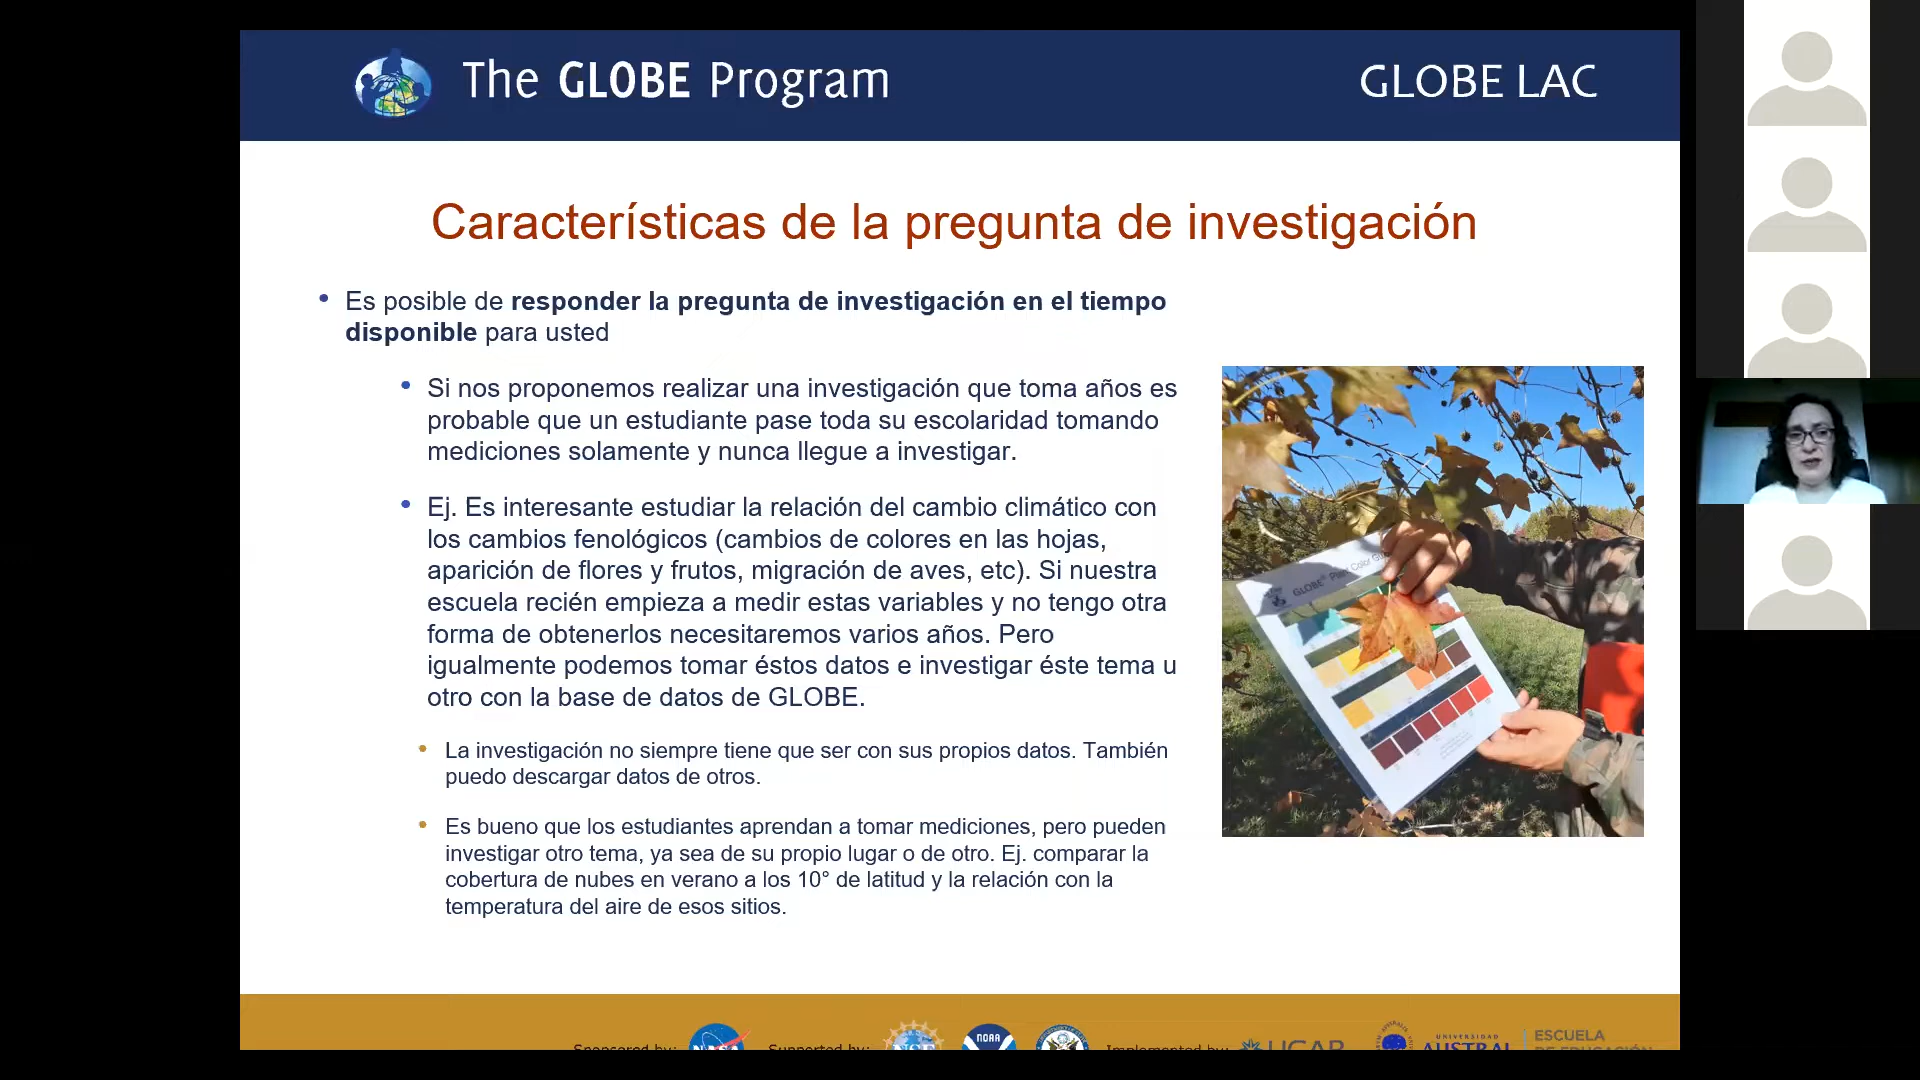 The GLOBE Program
GLOBE LAC
Características de la pregunta de investigación
• Es posible de responder la pregunta de investigación en el tiempo
disponible para usted
• Si nos proponemos realizar una investigación que toma años es
probable que un estudiante pase toda su escolaridad tomando
mediciones solamente y nunca llegue a investigar.
• Ej. Es interesante estudiar la relación del cambio climático con
los cambios fenológicos (cambios de colores en las hojas,
aparición de flores y frutos, migración de aves, etc). Si nuestra
escuela recién empieza a medir estas variables y no tengo otra
forma de obtenerlos necesitaremos varios años. Pero
igualmente podemos tomar éstos datos e investigar éste tema u
otro con la base de datos de GLOBE.
• La investigación no siempre tiene que ser con sus propios datos. También
puedo descargar datos de otros.
• Es bueno que los estudiantes aprendan a tomar mediciones, pero pueden
investigar otro tema, ya sea de su propio lugar o de otro. Ej. comparar la
cobertura de nubes en verano a los 10° de latitud y la relación con la
temperatura del aire de esos sitios.
GLOBE® Plant Color
Sponsored by:
NASA
Supported by:
NSF
NOAA
Implemented by:
UCAR
UNIVERSIDAD
AUSTRAL
ESCUELA
DE EDUCACIÓN